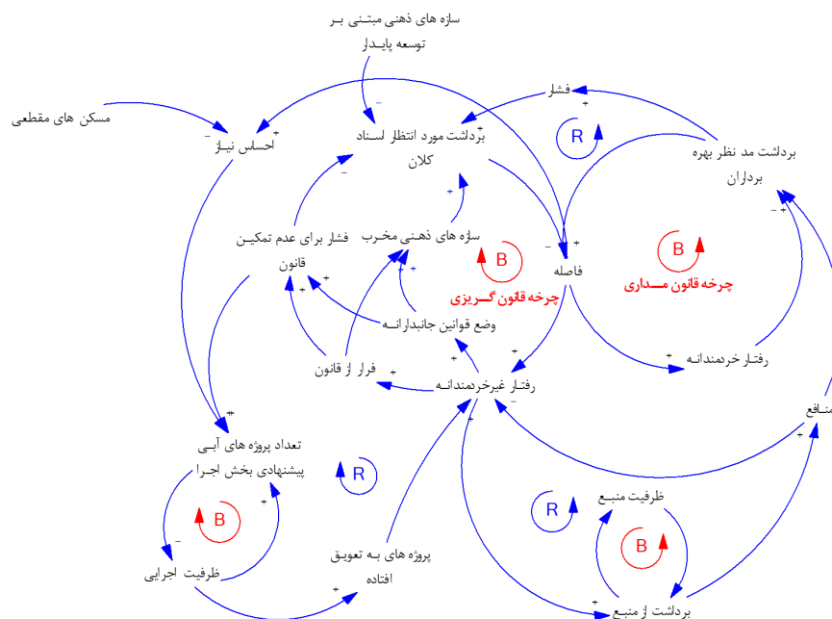 سازه های ذهنی مبتنی بر
توسعه پایدار
فشار
مسکن های مقطعی
احساس نیاز
برداشت مورد انتظار اسناد
کلان
R
برداشت مد نظر بهره
برداران
فشار برای عدم تمکین
قانون
سازه های ذهنی مخرب
B
چرخه قانون گریزی
فاصله
B
چرخه قانون مداری
وضع قوانین جانبدارانه
فرار از قانون
رفتار غیرخردمندانه
رفتار خردمندانه
منافع
تعداد پروژه های آبی
پیشنهادی بخش اجرا
R
B
ظرفیت منبع
R
B
پروژه های به تعویق
افتاده
ظرفیت اجرایی
برداشت از منبع